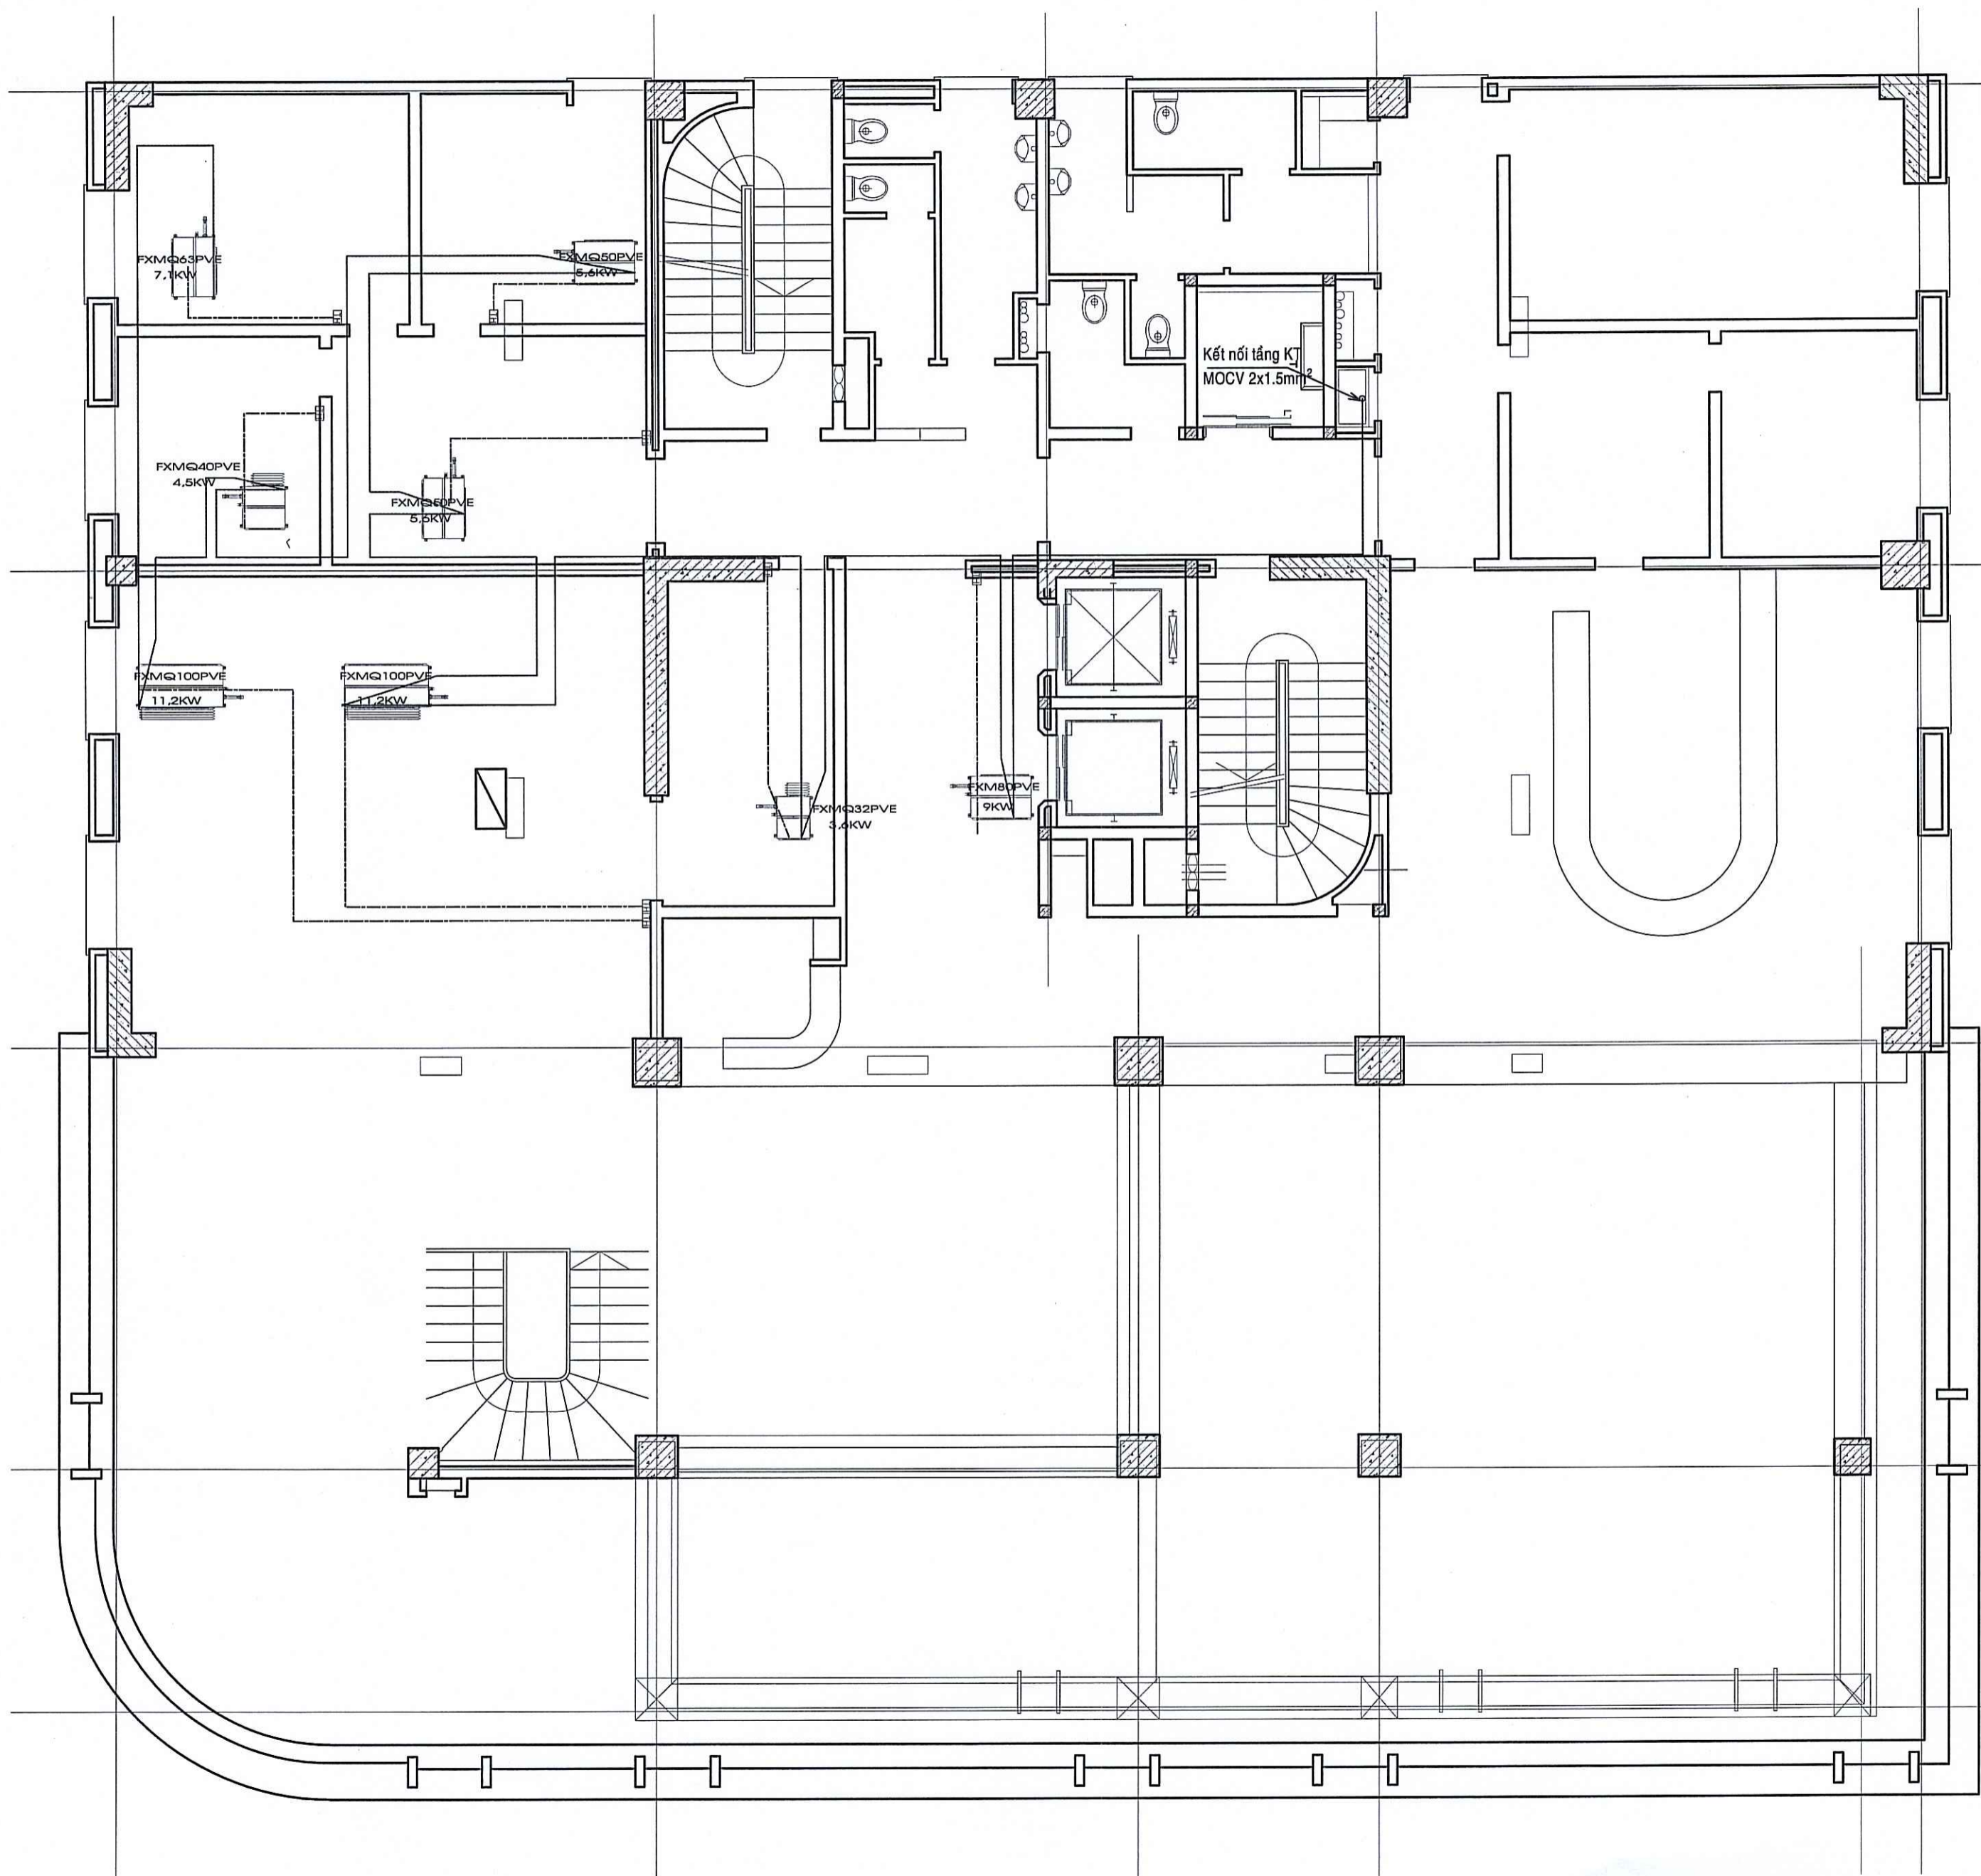 FXMQ63PVE
7,1KW
FXMQ50PVE
5,6KW
Kết nối tầng KT
MOCV 2x1.5mm²
FXMQ40PVE
4,5KW
FXMQ50PVE
5,6KW
FXMQ100PVE
11,2KW
FXMQ100PVE
11,2KW
FXMQ32PVE
3,6KW
FXM80PVE
9KW